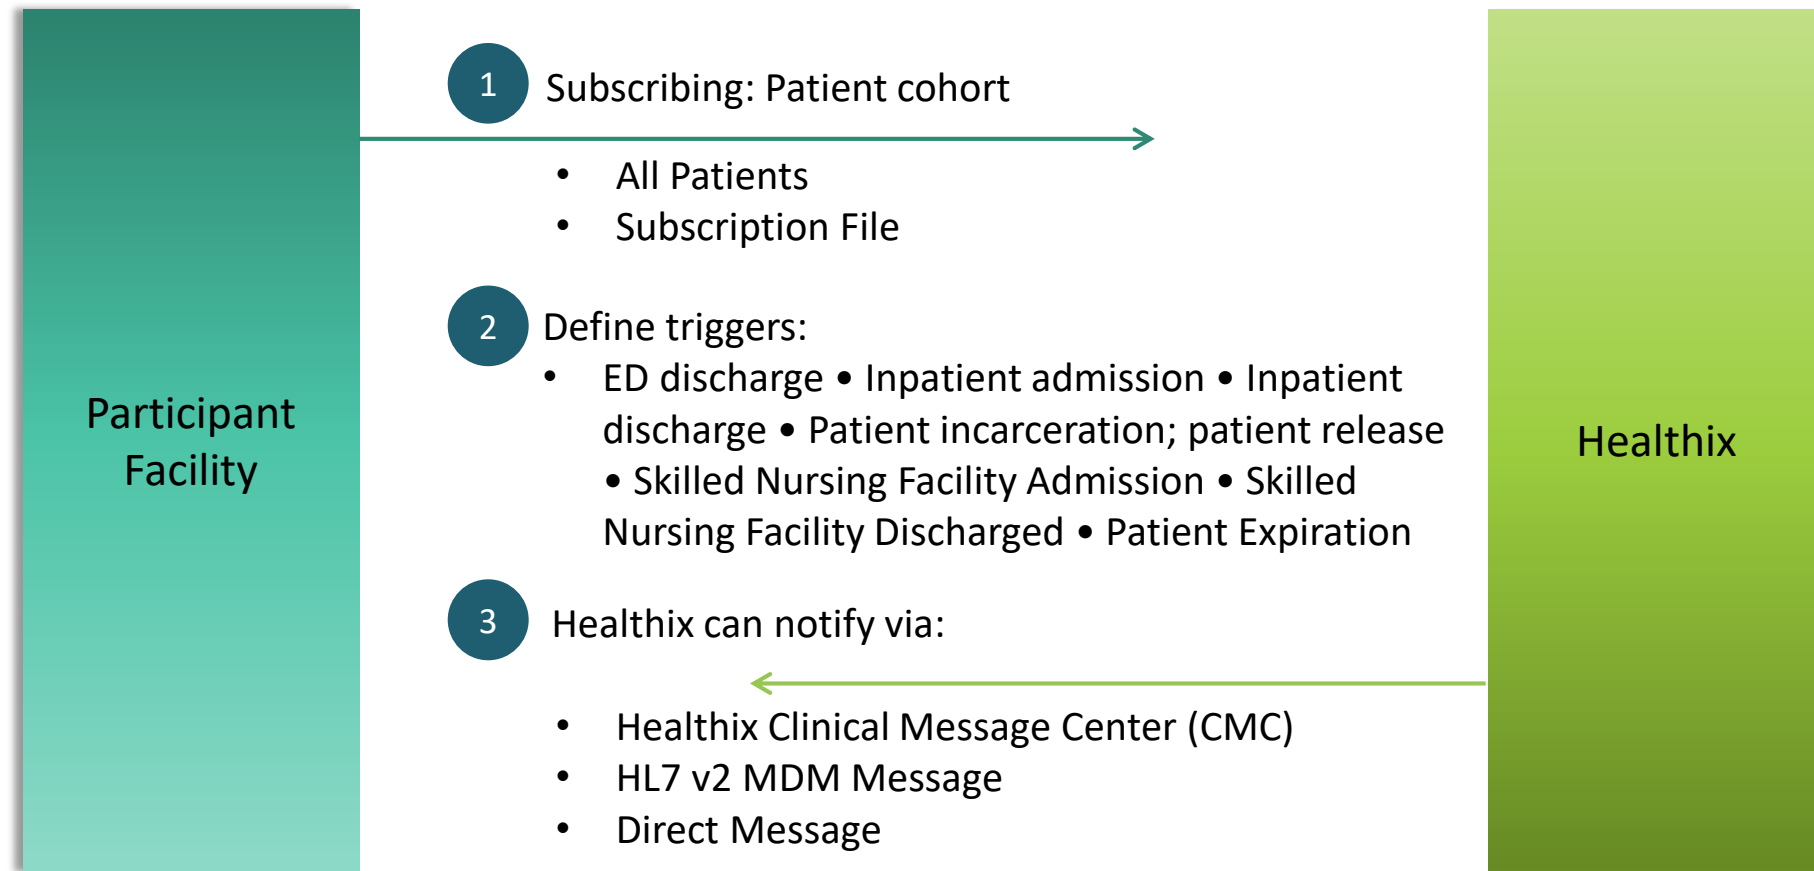 Participant
Facility
1 Subscribing: Patient cohort
• All Patients
• Subscription File
2 Define triggers:
• ED discharge • Inpatient admission • Inpatient
discharge • Patient incarceration; patient release
• Skilled Nursing Facility Admission • Skilled
Nursing Facility Discharged • Patient Expiration
3 Healthix can notify via:
• Healthix Clinical Message Center (CMC)
• HL7 v2 MDM Message
• Direct Message
Healthix